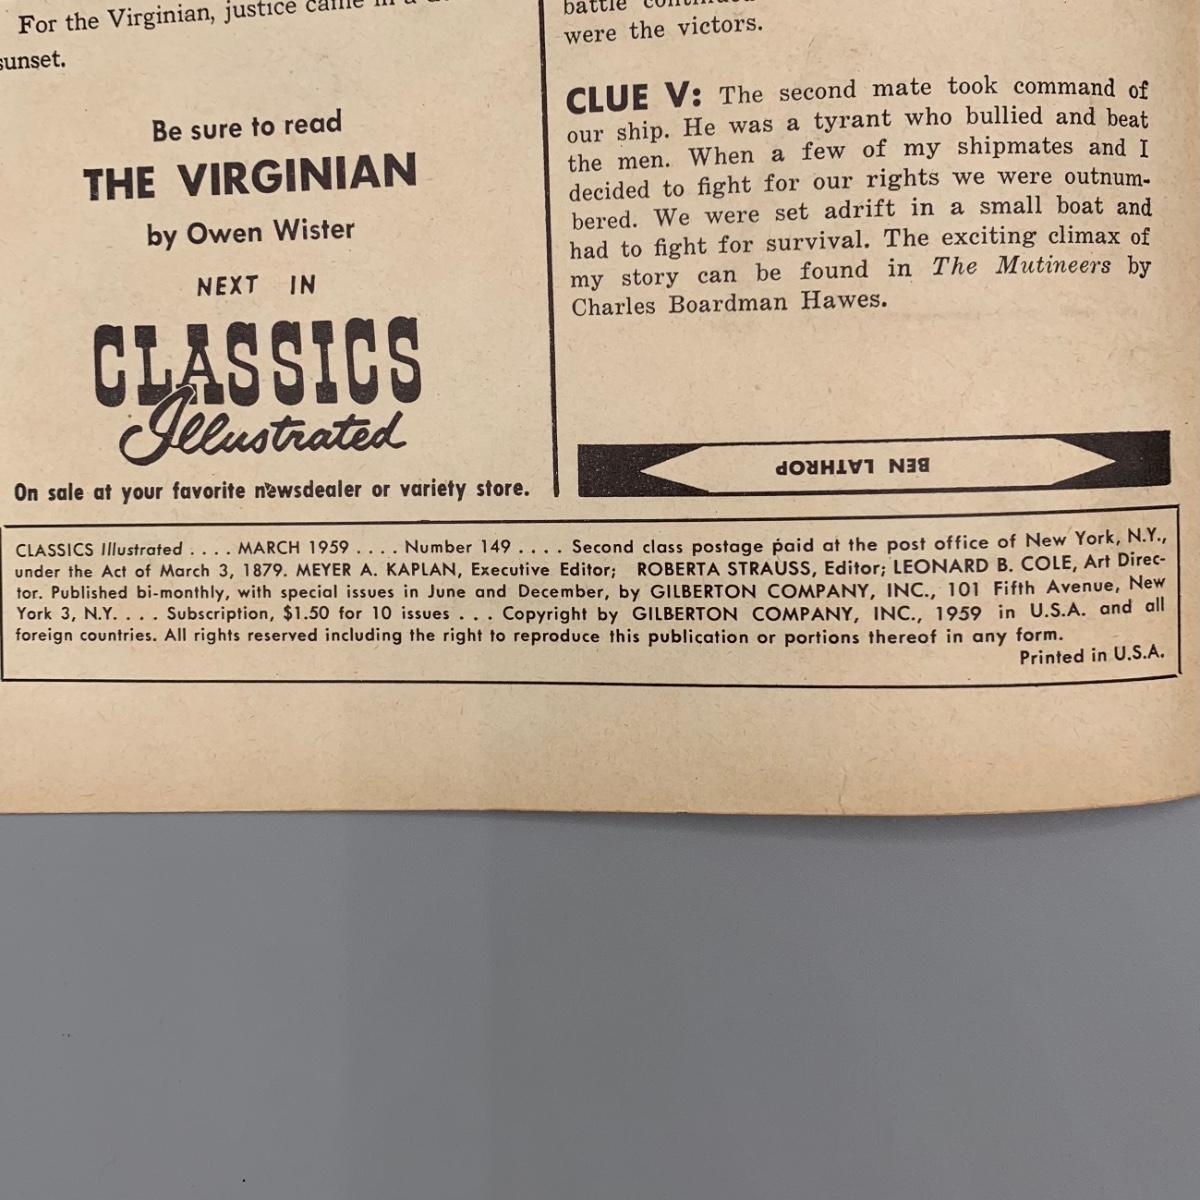 For the Virginian, justice came in a
sunset.
Be sure to read
THE VIRGINIAN
by Owen Wister
NEXT IN
CLASSICS
Illustrated
On sale at your favorite newsdealer or variety store.
battle continued
were the victors.
CLUE V: The second mate took command of
our ship. He was a tyrant who bullied and beat
the men. When a few of my shipmates and I
decided to fight for our rights we were outnum-
bered. We were set adrift in a small boat and
had to fight for survival. The exciting climax of
my story can be found in The Mutineers by
Charles Boardman Hawes.
BEN LATHROP
CLASSICS Illustrated .... MARCH 1959 .... Number 149 .... Second class postage paid at the post office of New York, N.Y.,
under the Act of March 3, 1879. MEYER A. KAPLAN, Executive Editor; ROBERTA STRAUSS, Editor; LEONARD B. COLE, Art Direc-
tor. Published bi-monthly, with special issues in June and December, by GILBERTON COMPANY, INC., 101 Fifth Avenue, New
York 3, N.Y. .... Subscription, $1.50 for 10 issues ... Copyright by GILBERTON COMPANY, INC., 1959 in U.S.A. and all
foreign countries. All rights reserved including the right to reproduce this publication or portions thereof in any form.
Printed in U.S.A.